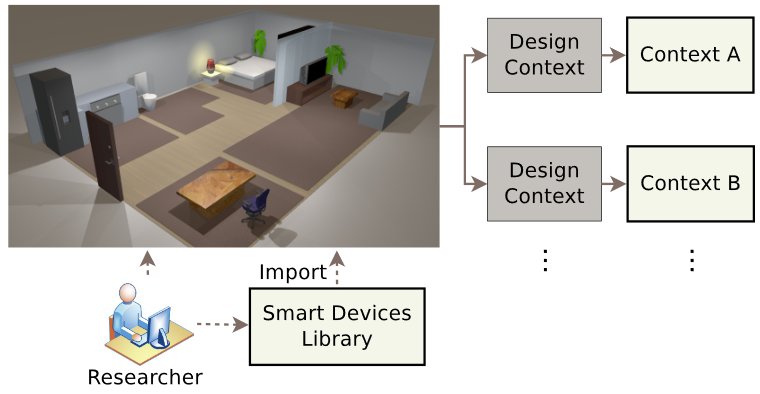 Design
Context
Context A
Design
Context
Context B
Import
Smart Devices
Library
Researcher